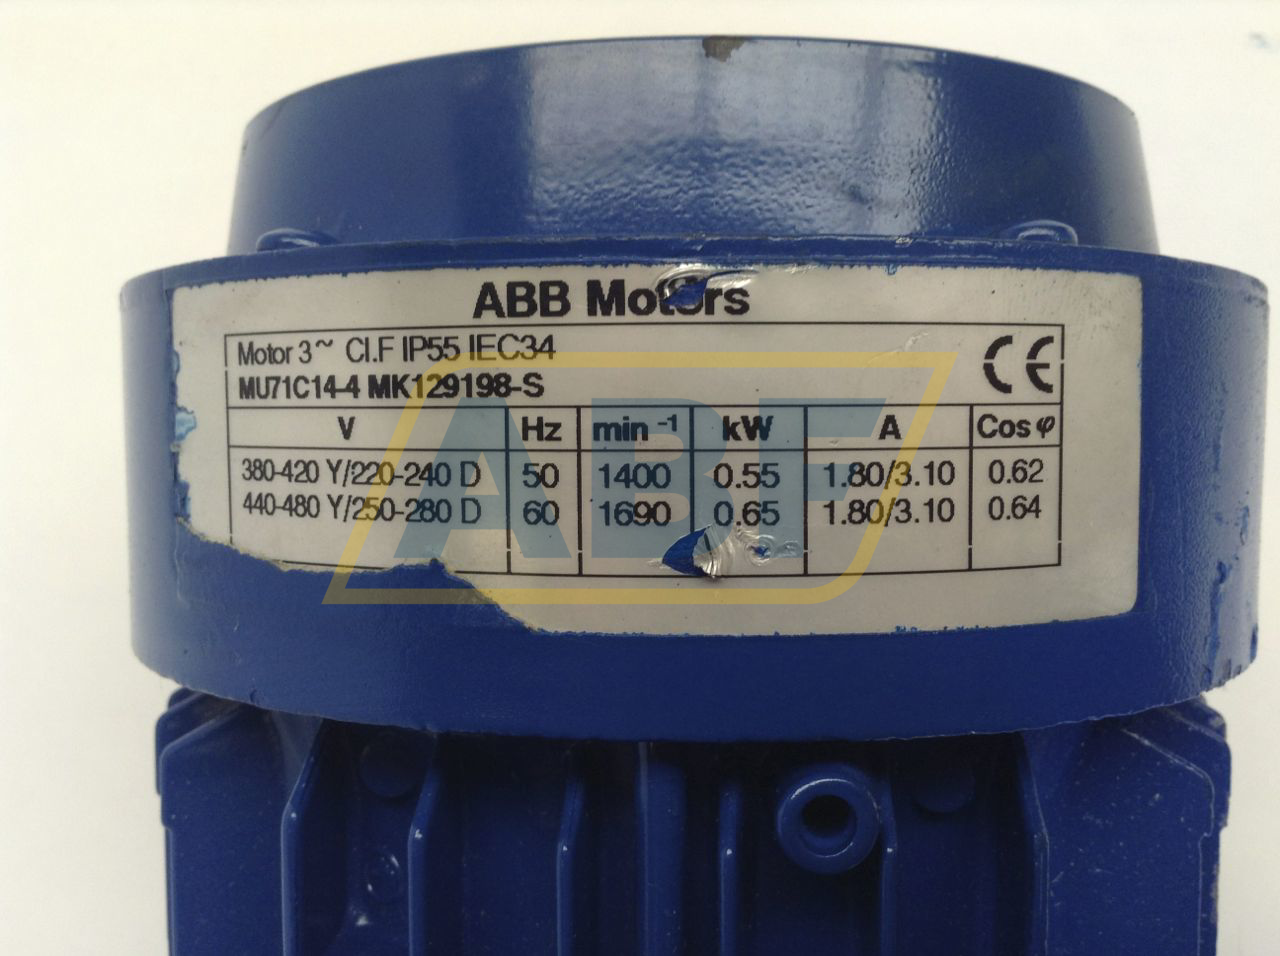 ABB Motors
Motor 3~ Cl.F IP55 IEC34
CE
MU71C14-4 MK129198-S
V Hz min⁻¹ kW A Cos φ
380-420 Y/220-240 D 50 1400 0.55 1.80/3.10 0.62
440-480 Y/250-280 D 60 1690 0.65 1.80/3.10 0.64
ABF